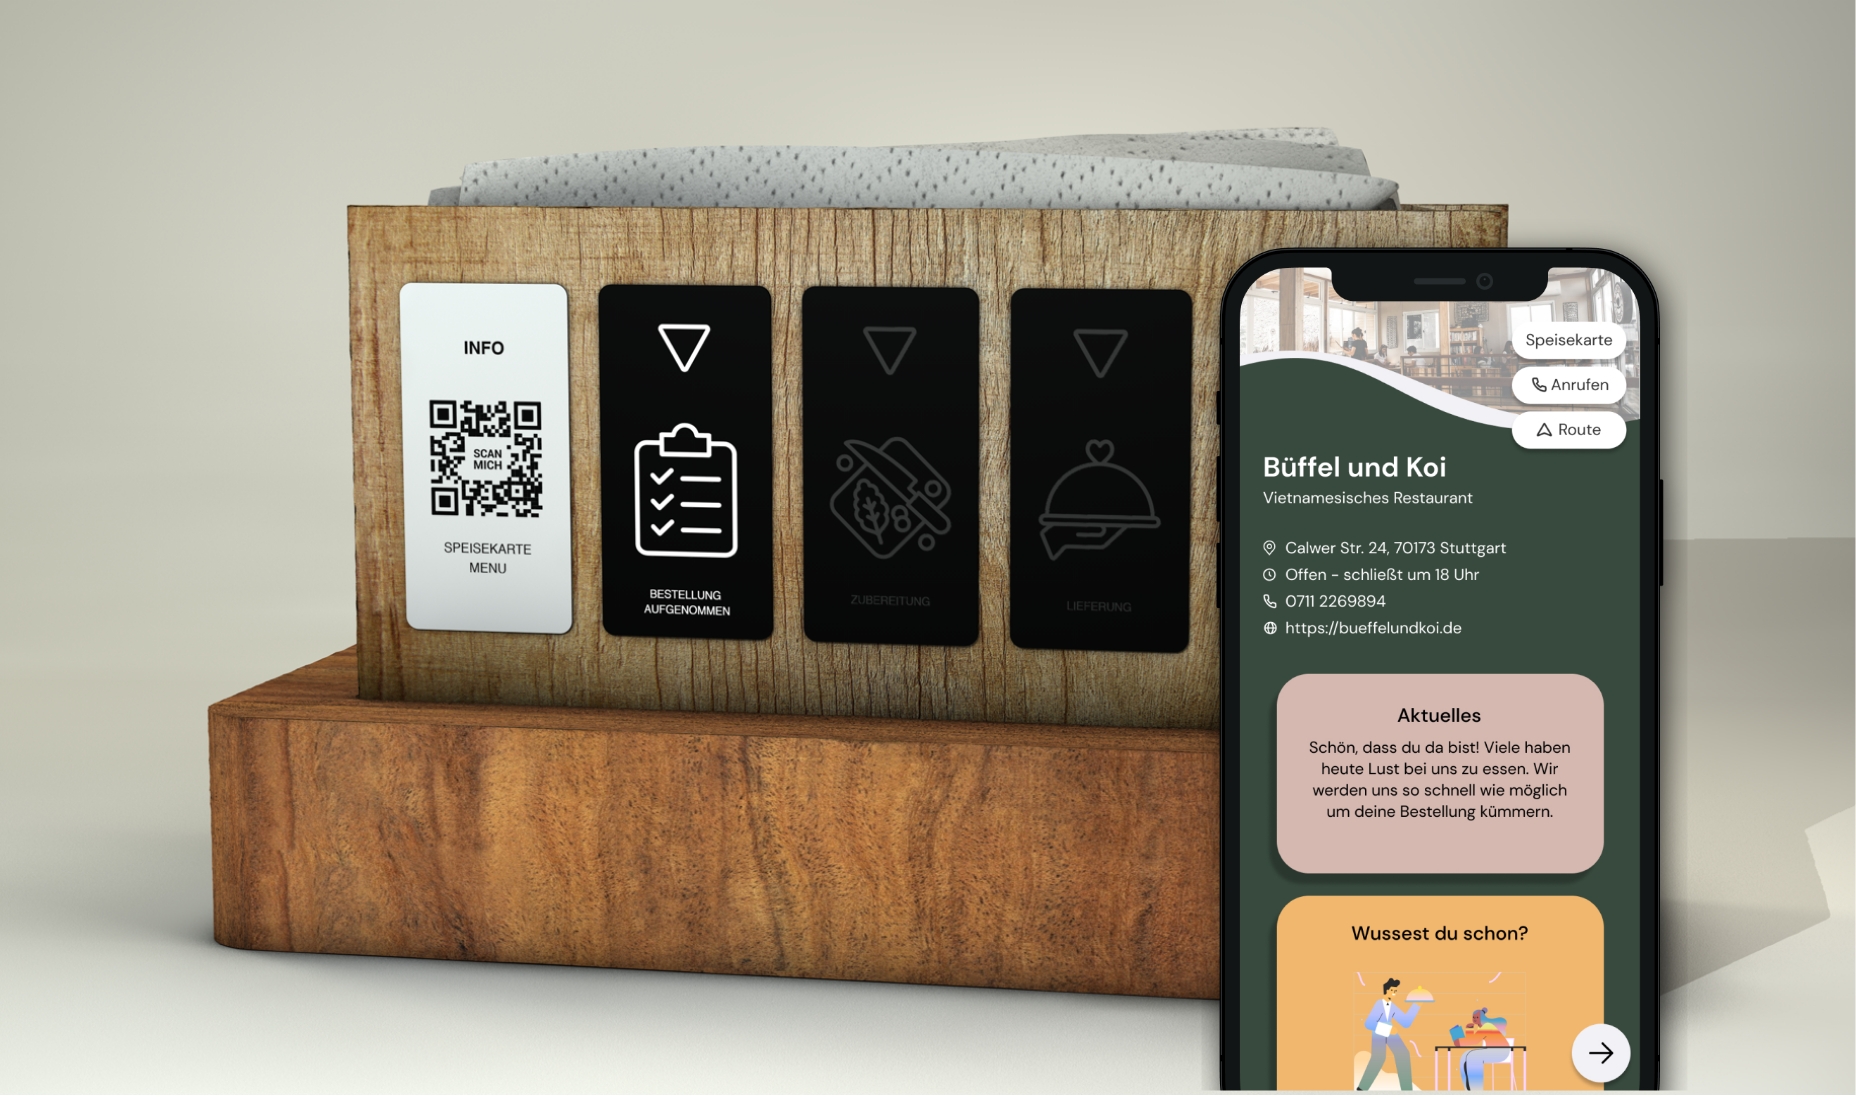 INFO
SCAN
MICH
SPEISEKARTE
MENU
BESTELLUNG
AUFGENOMMEN
ZUBEREITUNG
LIEFERUNG
Speisekarte
Anrufen
Route
Büffel und Koi
Vietnamesisches Restaurant
Calwer Str. 24, 70173 Stuttgart
Offen - schließt um 18 Uhr
0711 2269894
https://bueffelundkoi.de
Aktuelles
Schön, dass du da bist! Viele haben
heute Lust bei uns zu essen. Wir
werden uns so schnell wie möglich
um deine Bestellung kümmern.
Wussest du schon?